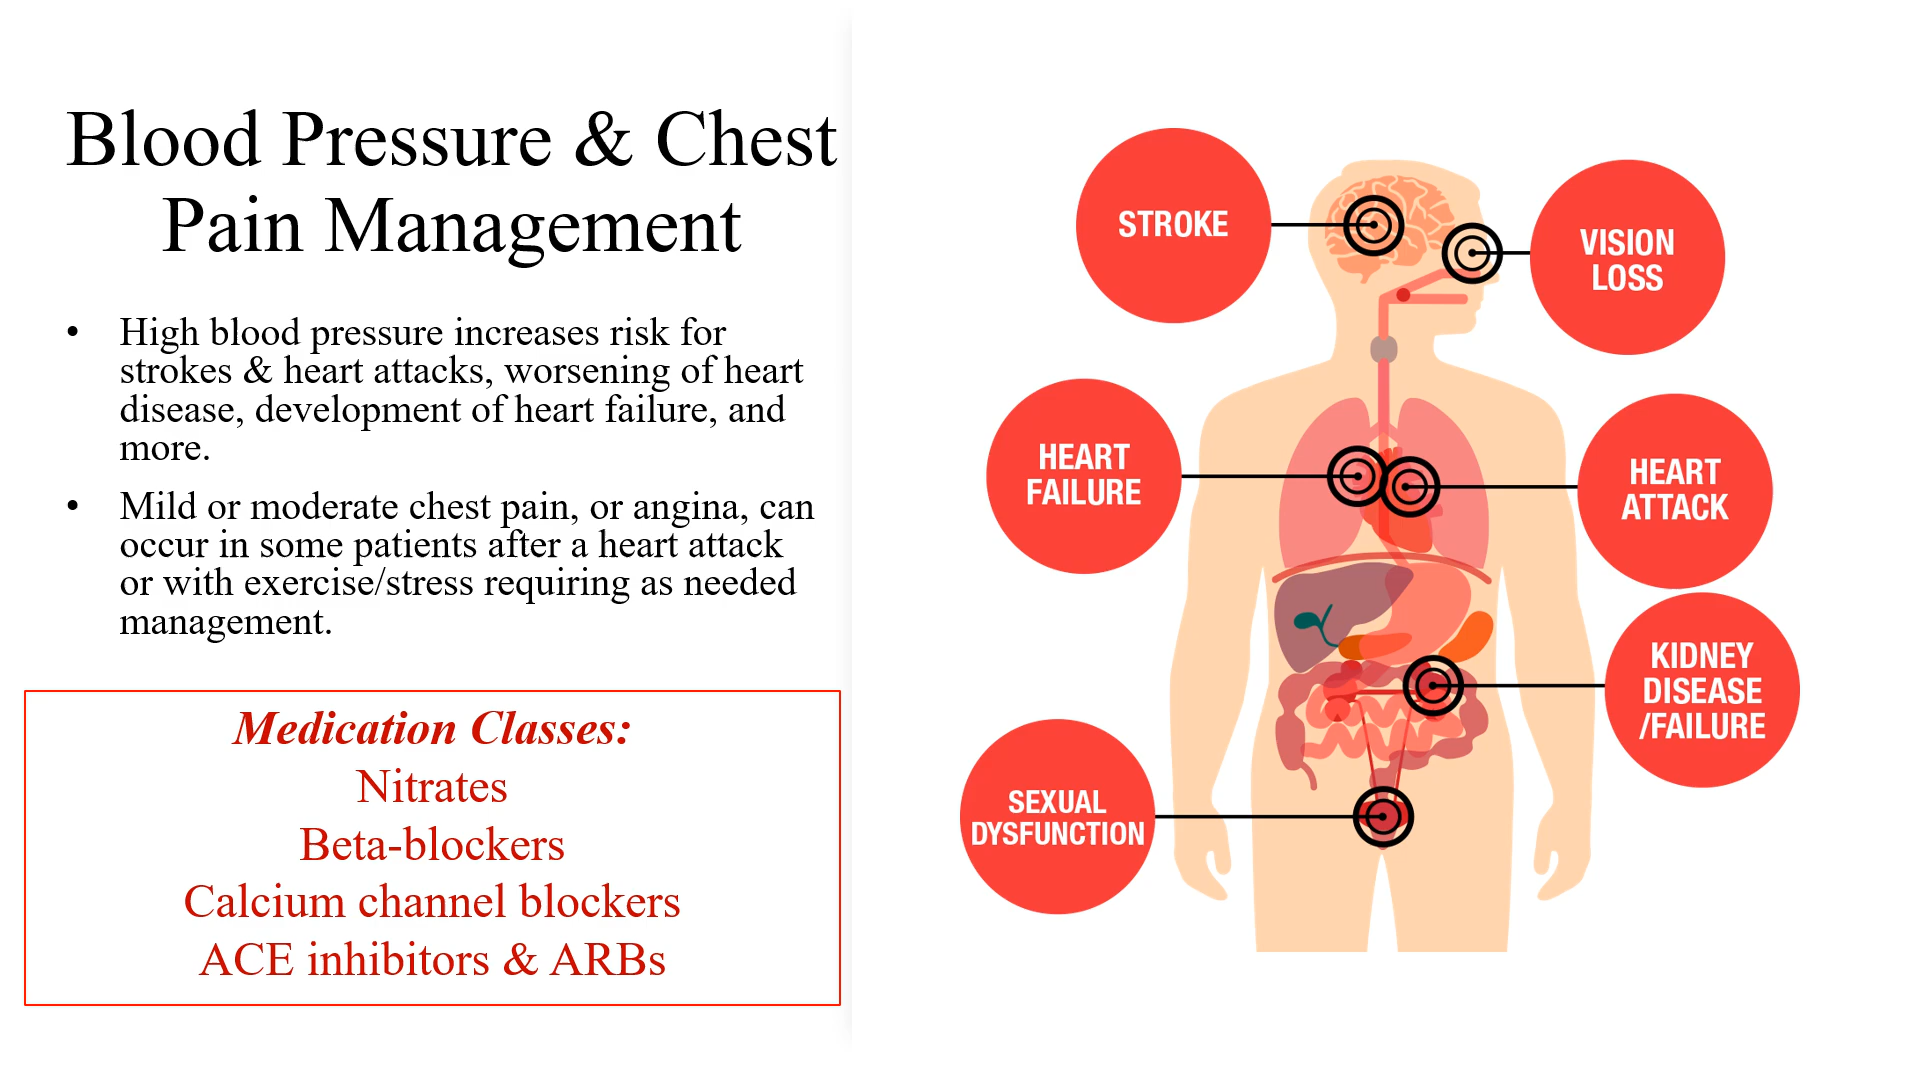 Blood Pressure & Chest
Pain Management
• High blood pressure increases risk for
strokes & heart attacks, worsening of heart
disease, development of heart failure, and
more.
• Mild or moderate chest pain, or angina, can
occur in some patients after a heart attack
or with exercise/stress requiring as needed
management.
Medication Classes:
Nitrates
Beta-blockers
Calcium channel blockers
ACE inhibitors & ARBs
STROKE
VISION
LOSS
HEART
FAILURE
HEART
ATTACK
KIDNEY
DISEASE
/FAILURE
SEXUAL
DYSFUNCTION